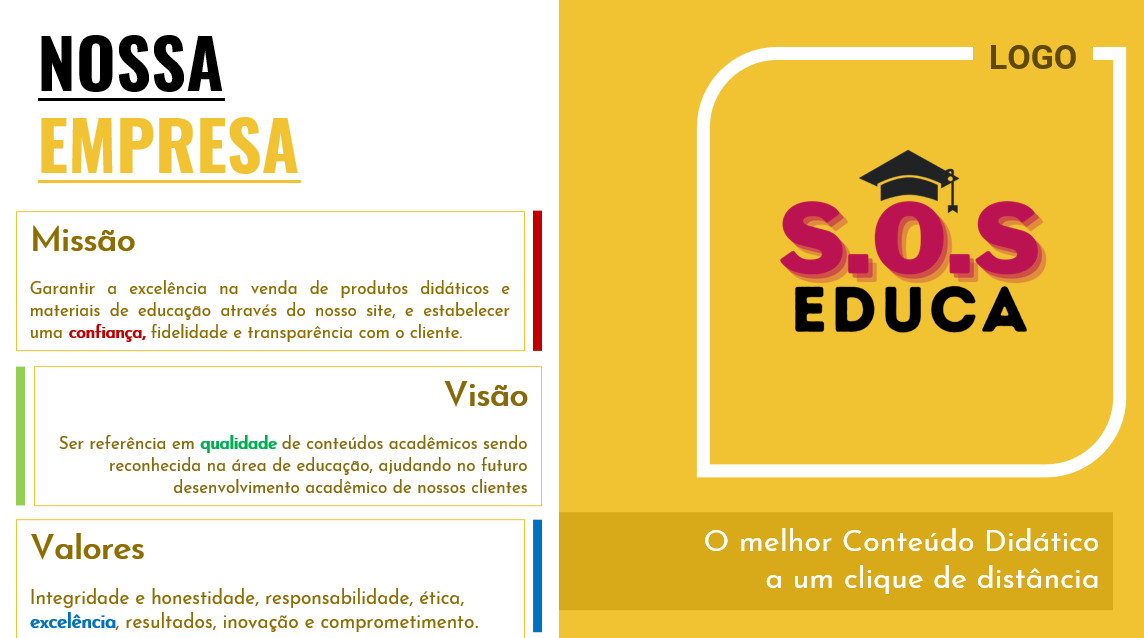 NOSSA
EMPRESA
Missão
Garantir a excelência na venda de produtos didáticos e
materiais de educação através do nosso site, e estabelecer
uma confiança, fidelidade e transparência com o cliente.
Visão
Ser referência em qualidade de conteúdos acadêmicos sendo
reconhecida na área de educação, ajudando no futuro
desenvolvimento acadêmico de nossos clientes
Valores
Integridade e honestidade, responsabilidade, ética,
excelência, resultados, inovação e comprometimento.
LOGO
S.O.S
EDUCA
O melhor Conteúdo Didático
a um clique de distância